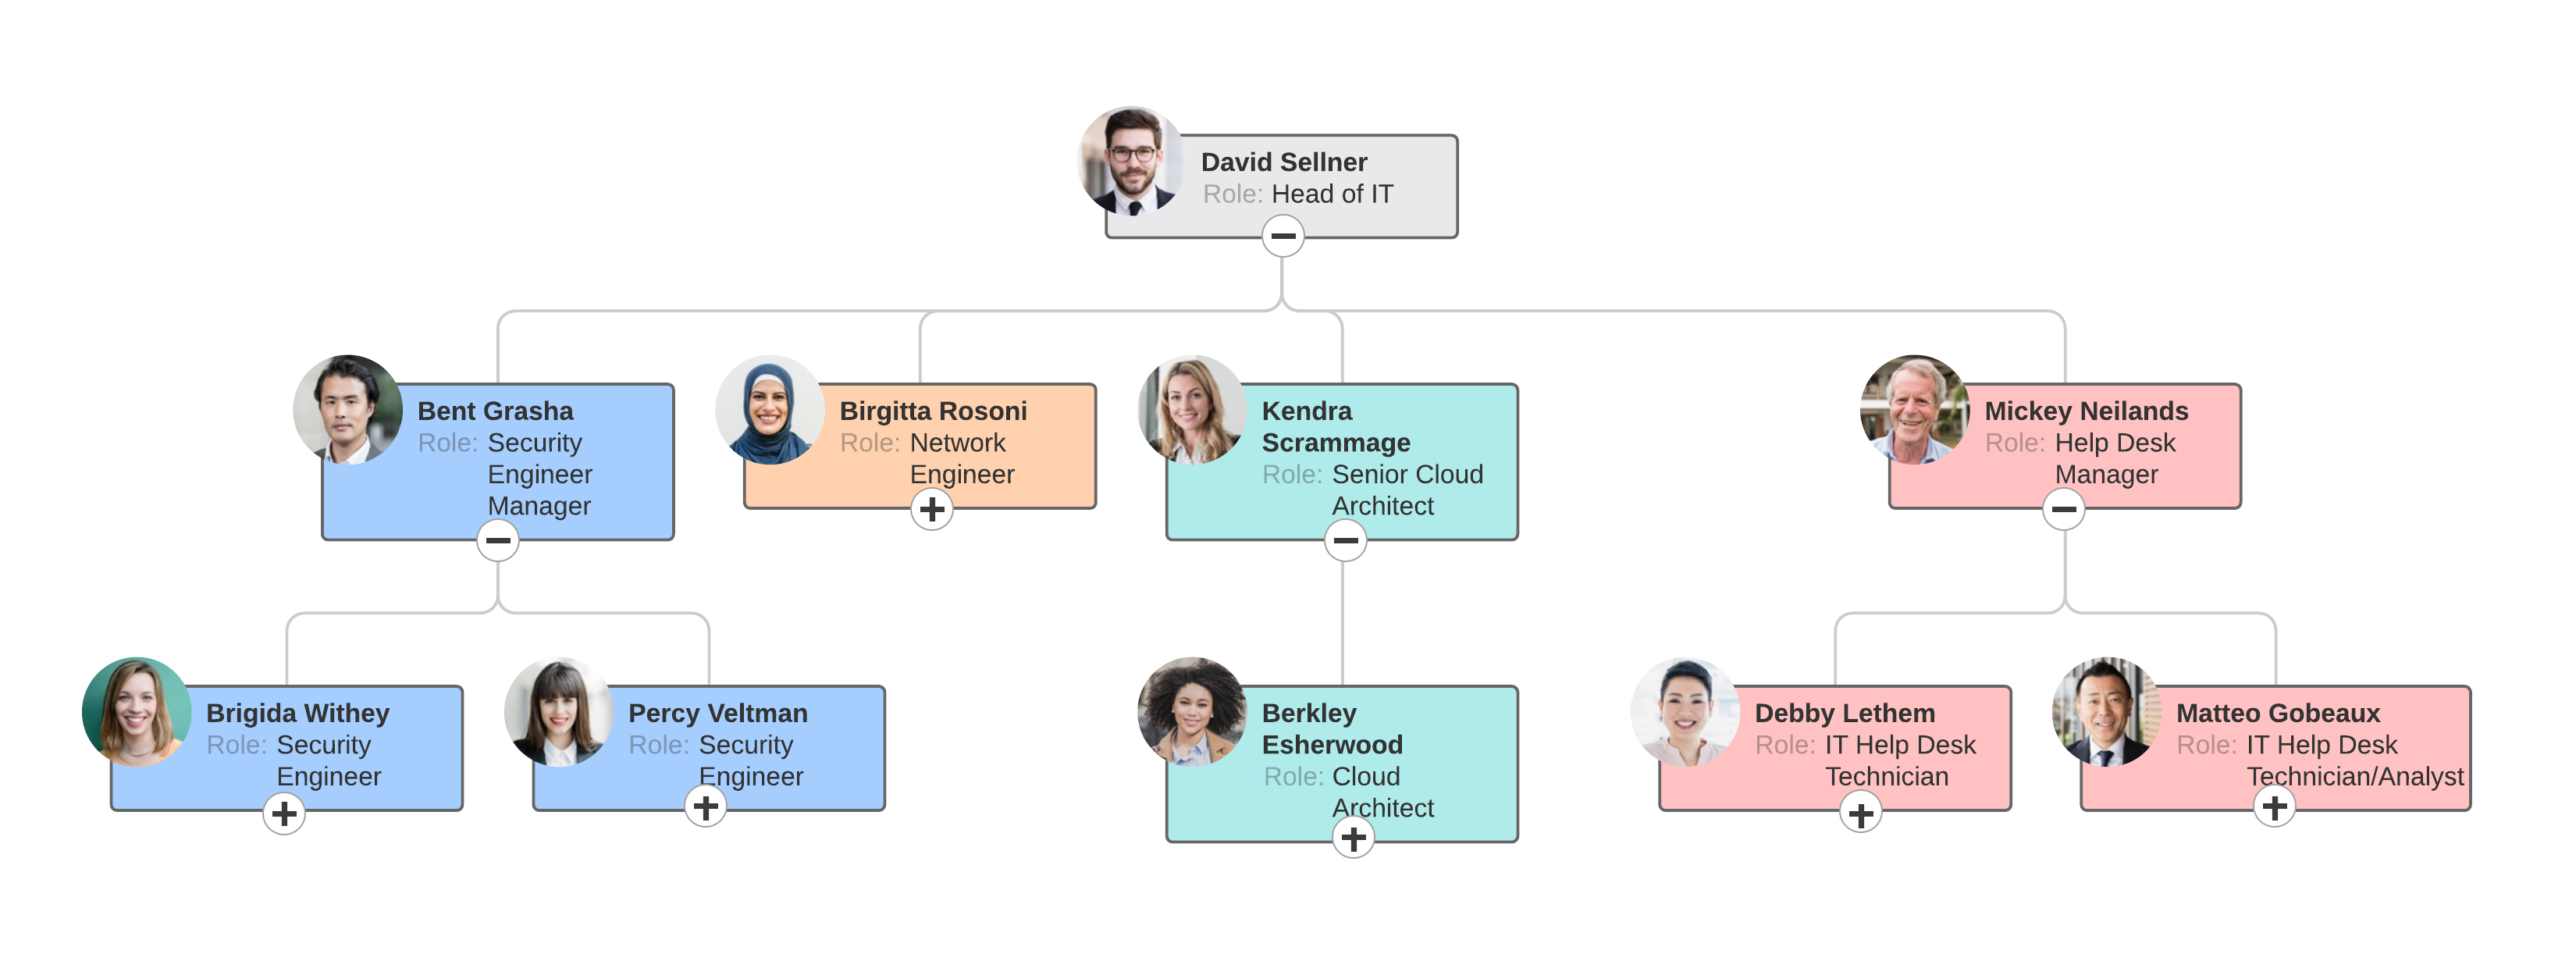 David Sellner
Role: Head of IT
Bent Grasha
Role: Security
Engineer
Manager
Birgitta Rosoni
Role: Network
Engineer
Kendra
Scrammage
Role: Senior Cloud
Architect
Mickey Neilands
Role: Help Desk
Manager
Brigida Withey
Role: Security
Engineer
Percy Veltman
Role: Security
Engineer
Berkley
Esherwood
Role: Cloud
Architect
Debby Lethem
Role: IT Help Desk
Technician
Matteo Gobeaux
Role: IT Help Desk
Technician/Analyst